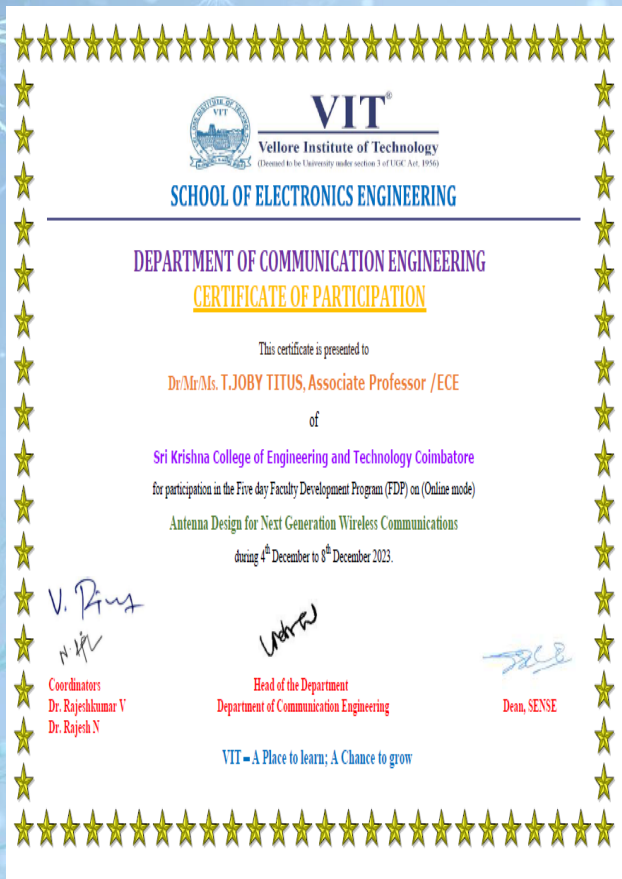 VIT®
Vellore Institute of Technology
(Deemed to be University under section 3 of UGC Act, 1956)
SCHOOL OF ELECTRONICS ENGINEERING
DEPARTMENT OF COMMUNICATION ENGINEERING
CERTIFICATE OF PARTICIPATION
This certificate is presented to
Dr/Mr/Ms. T.JOBY TITUS, Associate Professor /ECE
of
Sri Krishna College of Engineering and Technology Coimbatore
for participation in the Five day Faculty Development Program (FDP) on (Online mode)
Antenna Design for Next Generation Wireless Communications
during 4th December to 8th December 2023.
Coordinators
Dr. Rajeshkumar V
Dr. Rajesh N
Head of the Department
Department of Communication Engineering
Dean, SENSE
VIT – A Place to learn; A Chance to grow